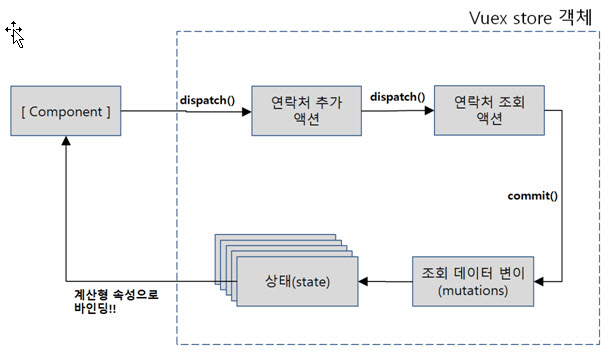 Vuex store 객체
[ Component ]
dispatch()
연락처 추가
액션
dispatch()
연락처 조회
액션
commit()
조회 데이터 변이
(mutations)
상태(state)
계산형 속성으로
바인딩!!